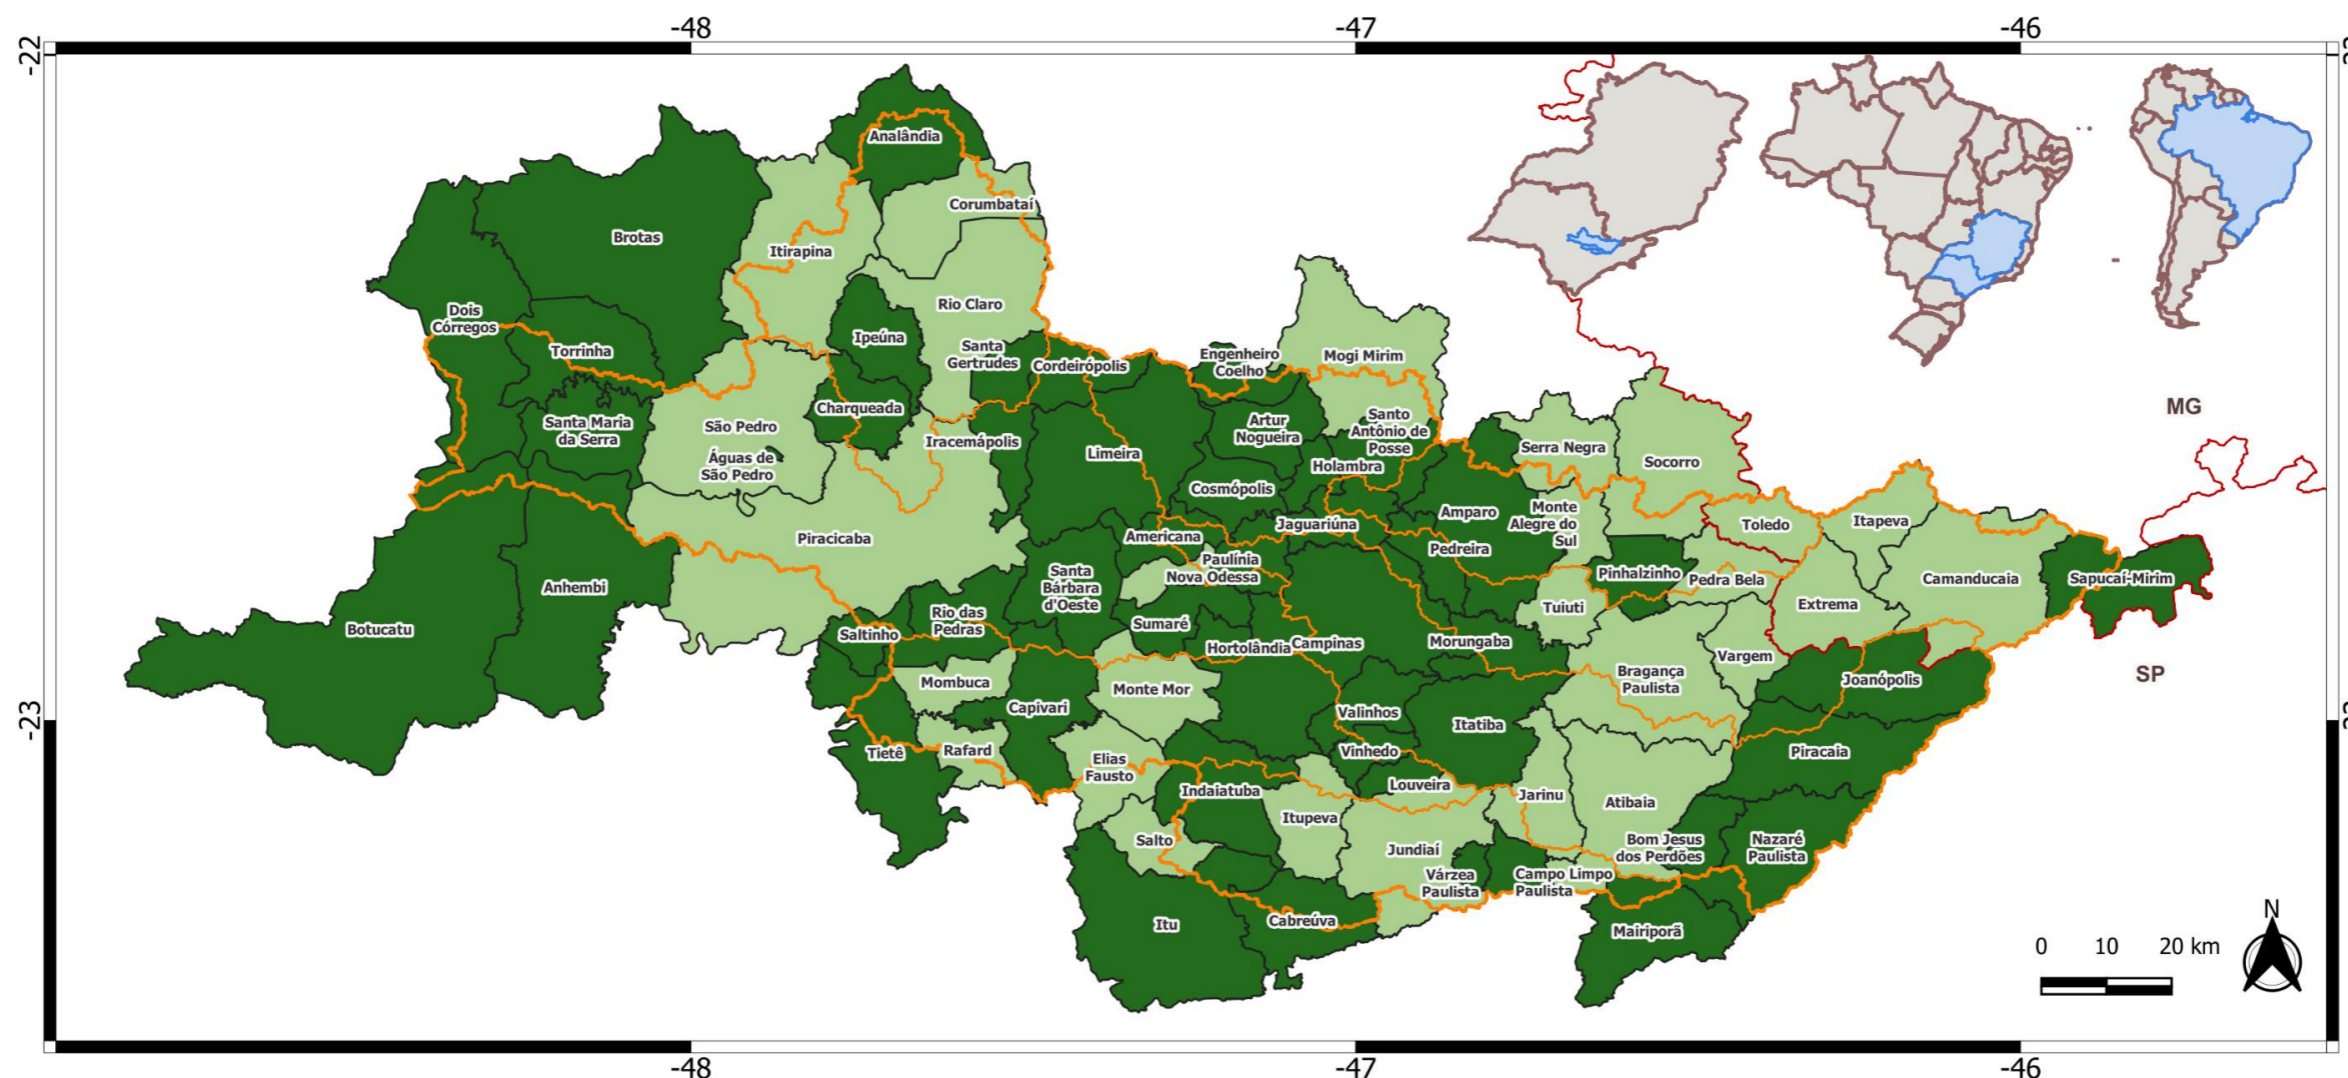 -48
-47
-46
-22
Analândia
Corumbataí
Brotas
Itirapina
Rio Claro
Dois
Córregos
Torrinha
Ipeúna
Santa
Gertrudes
Cordeirópolis
Engenheiro
Coelho
Mogi Mirim
MG
Charqueada
Santa Maria
da Serra
São Pedro
Águas de
São Pedro
Iracemápolis
Limeira
Artur
Nogueira
Santo
Antônio de
Posse
Holambra
Serra Negra
Socorro
Cosmópolis
Amparo
Monte
Alegre do
Sul
Toledo
Itapeva
Piracicaba
Americana
Jaguariúna
Pedreira
Paulínia
Nova Odessa
Anhembi
Santa
Bárbara
d'Oeste
Pinhalzinho
Pedra Bela
Camanducaia
Sapucaí-Mirim
Extrema
Tuiuti
Botucatu
Saltinho
Rio das
Pedras
Sumaré
Hortolândia
Campinas
Morungaba
Vargem
Bragança
Paulista
Joanópolis
SP
Mombuca
Monte Mor
Capivari
Valinhos
Itatiba
-23
Tietê
Rafard
Elias
Fausto
Vinhedo
Piracaia
Indaiatuba
Louveira
Jarinu
Atibaia
Itupeva
Salto
Jundiaí
Bom Jesus
dos Perdões
Nazaré
Paulista
Várzea
Paulista
Campo Limpo
Paulista
Itu
Cabreúva
Mairiporã
N
0 10 20 km
-48
-47
-46